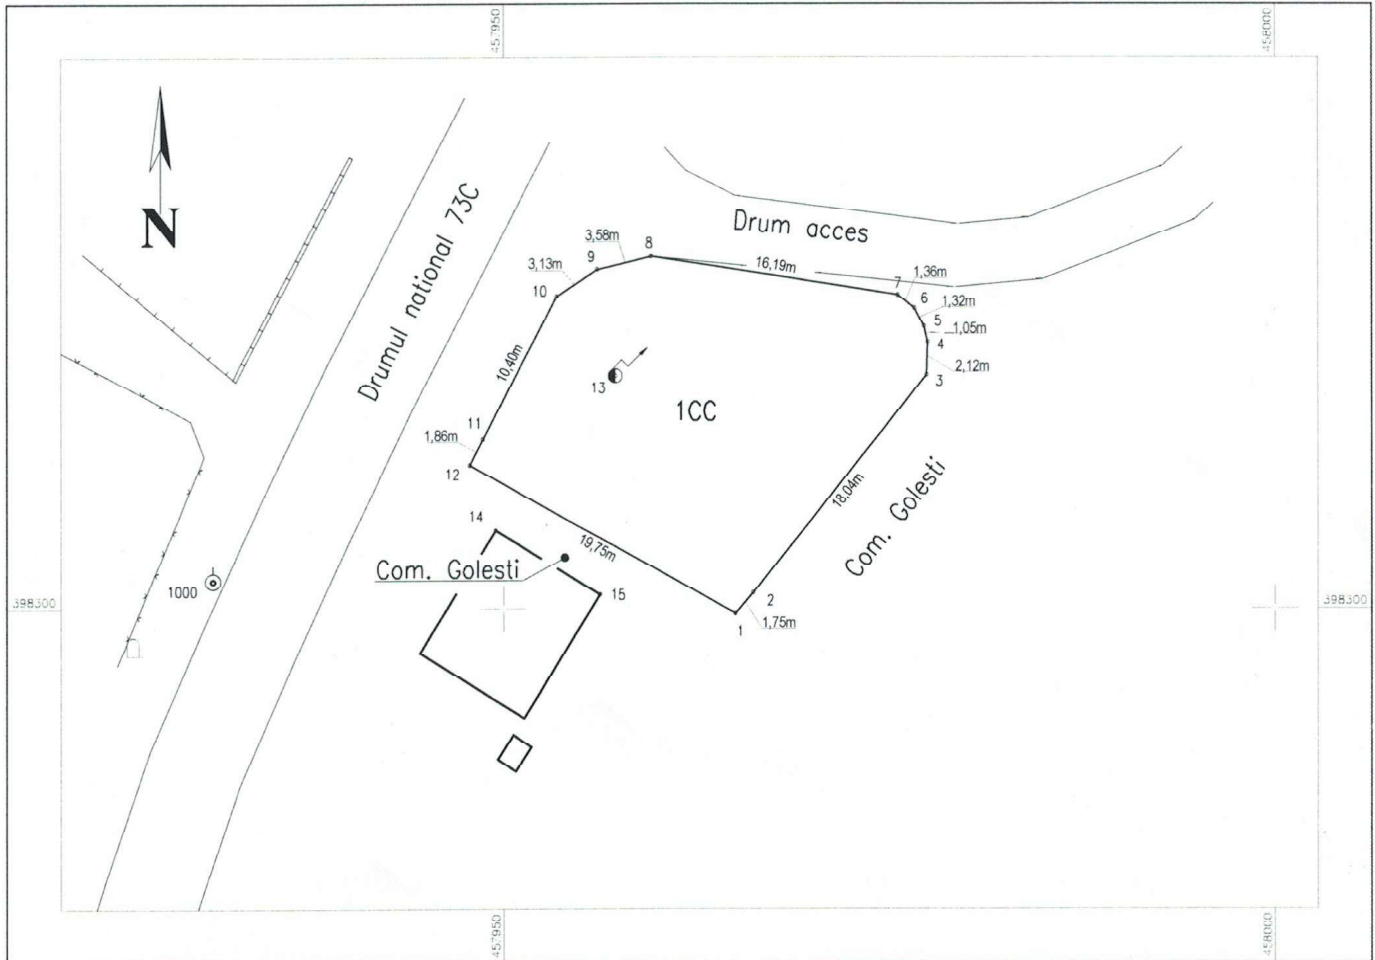 457950
458000
N
Drumul national 73C
Drum acces
8
3,58m
9
3,13m
10
16,19m
7
1,36m
6
1,32m
5
1,05m
4
2,12m
3
10,40m
13
1CC
11
1,86m
12
18,04m
Com. Golesti
14
19,75m
Com. Golesti
15
1000
2
1
1,75m
398300
398300
457950
458000